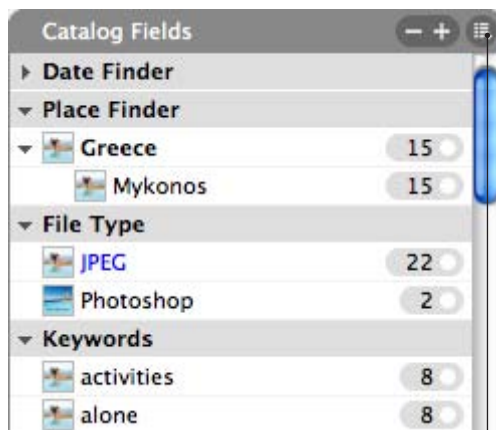 Catalog Fields
Date Finder
Place Finder
Greece 15
Mykonos 15
File Type
JPEG 22
Photoshop 2
Keywords
activities 8
alone 8